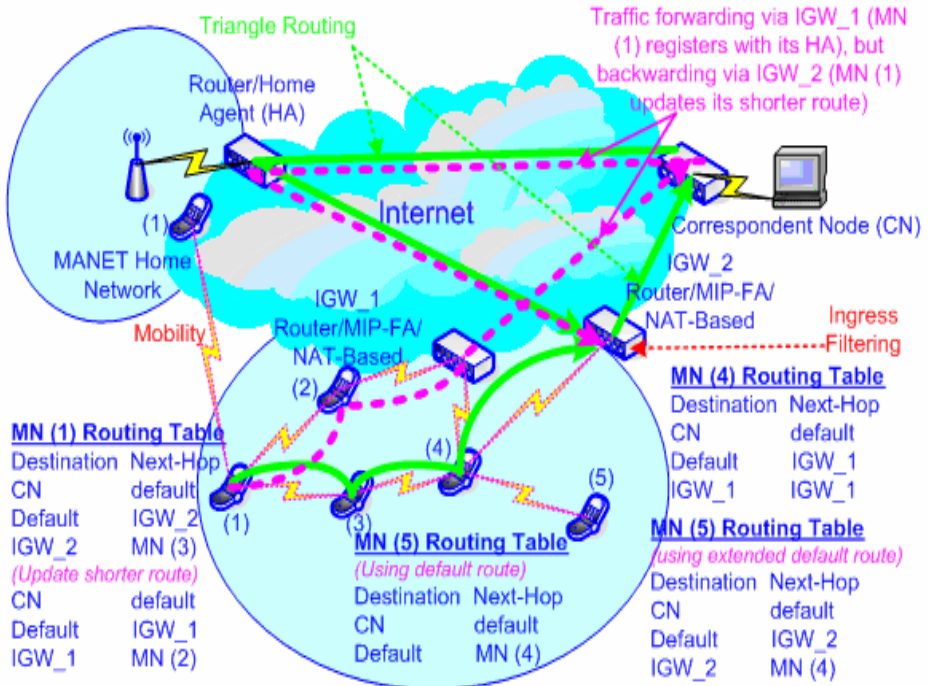 Triangle Routing
Traffic forwarding via IGW_1 (MN
(1) registers with its HA), but
backwarding via IGW_2 (MN (1)
updates its shorter route)
Router/Home
Agent (HA)
(1)
MANET Home
Network
Internet
Correspondent Node (CN)
IGW_2
Router/MIP-FA/
NAT-Based
Ingress
Filtering
Mobility
IGW_1
Router/MIP-FA/
NAT-Based
(2)
(4)
(1)
(3)
(5)
MN (1) Routing Table
Destination Next-Hop
CN default
Default IGW_2
IGW_2 MN (3)
(Update shorter route)
CN default
Default IGW_1
IGW_1 MN (2)
MN (5) Routing Table
(Using default route)
Destination Next-Hop
CN default
Default MN (4)
MN (4) Routing Table
Destination Next-Hop
CN default
Default IGW_1
IGW_1 IGW_1
MN (5) Routing Table
(using extended default route)
Destination Next-Hop
CN default
Default IGW_2
IGW_2 MN (4)